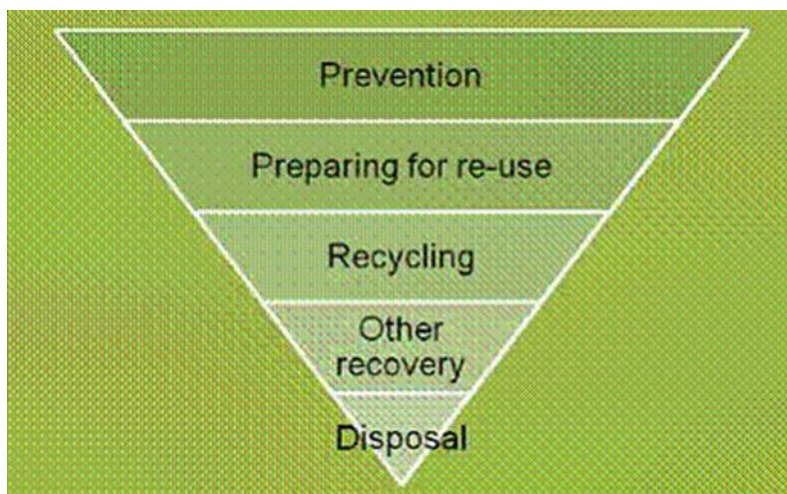 Prevention
Preparing for re-use
Recycling
Other
recovery
Disposal